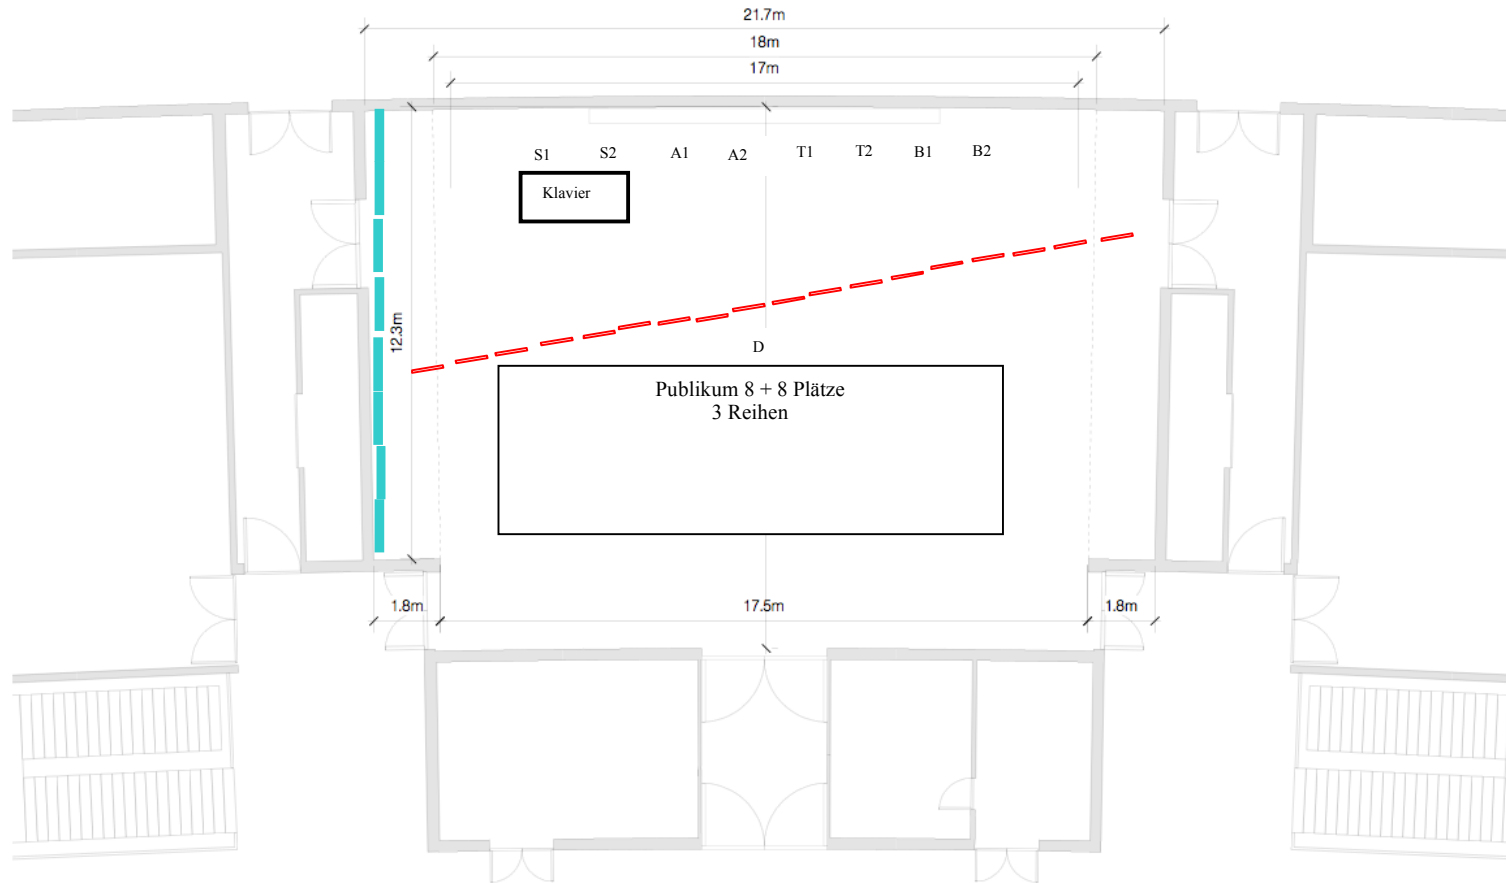 21.7m
18m
17m
S1 S2 A1 A2 T1 T2 B1 B2
Klavier
12.3m
D
Publikum 8 + 8 Plätze
3 Reihen
1.8m 17.5m 1.8m